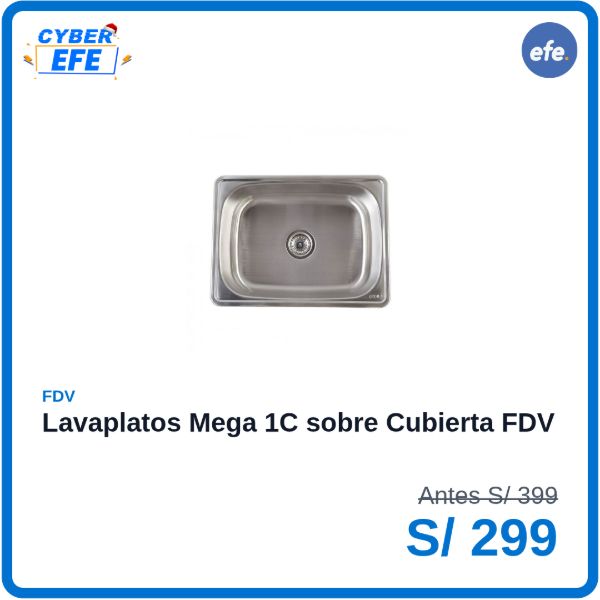 CYBER
EFE
efe.
FDV
Lavaplatos Mega 1C sobre Cubierta FDV
Antes S/ 399
S/ 299